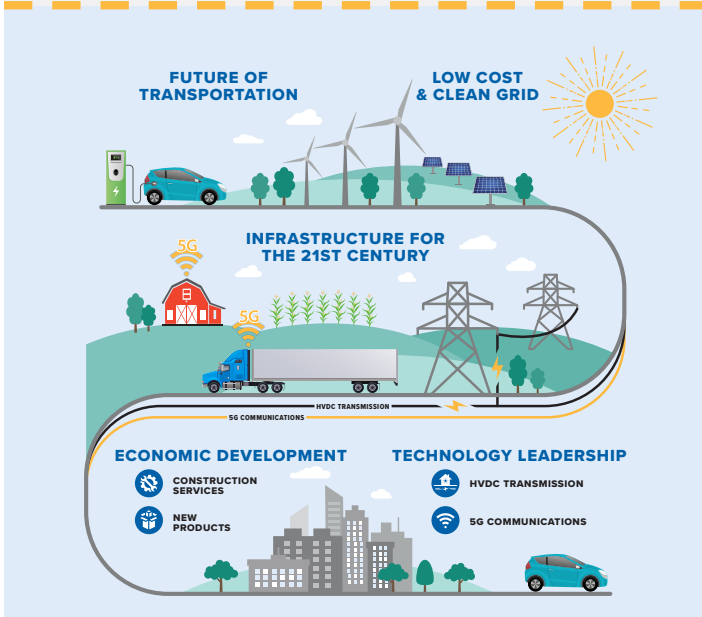 FUTURE OF
TRANSPORTATION
LOW COST
& CLEAN GRID
INFRASTRUCTURE FOR
THE 21ST CENTURY
5G
5G
HVDC TRANSMISSION
5G COMMUNICATIONS
ECONOMIC DEVELOPMENT
CONSTRUCTION
SERVICES
NEW
PRODUCTS
TECHNOLOGY LEADERSHIP
HVDC TRANSMISSION
5G COMMUNICATIONS